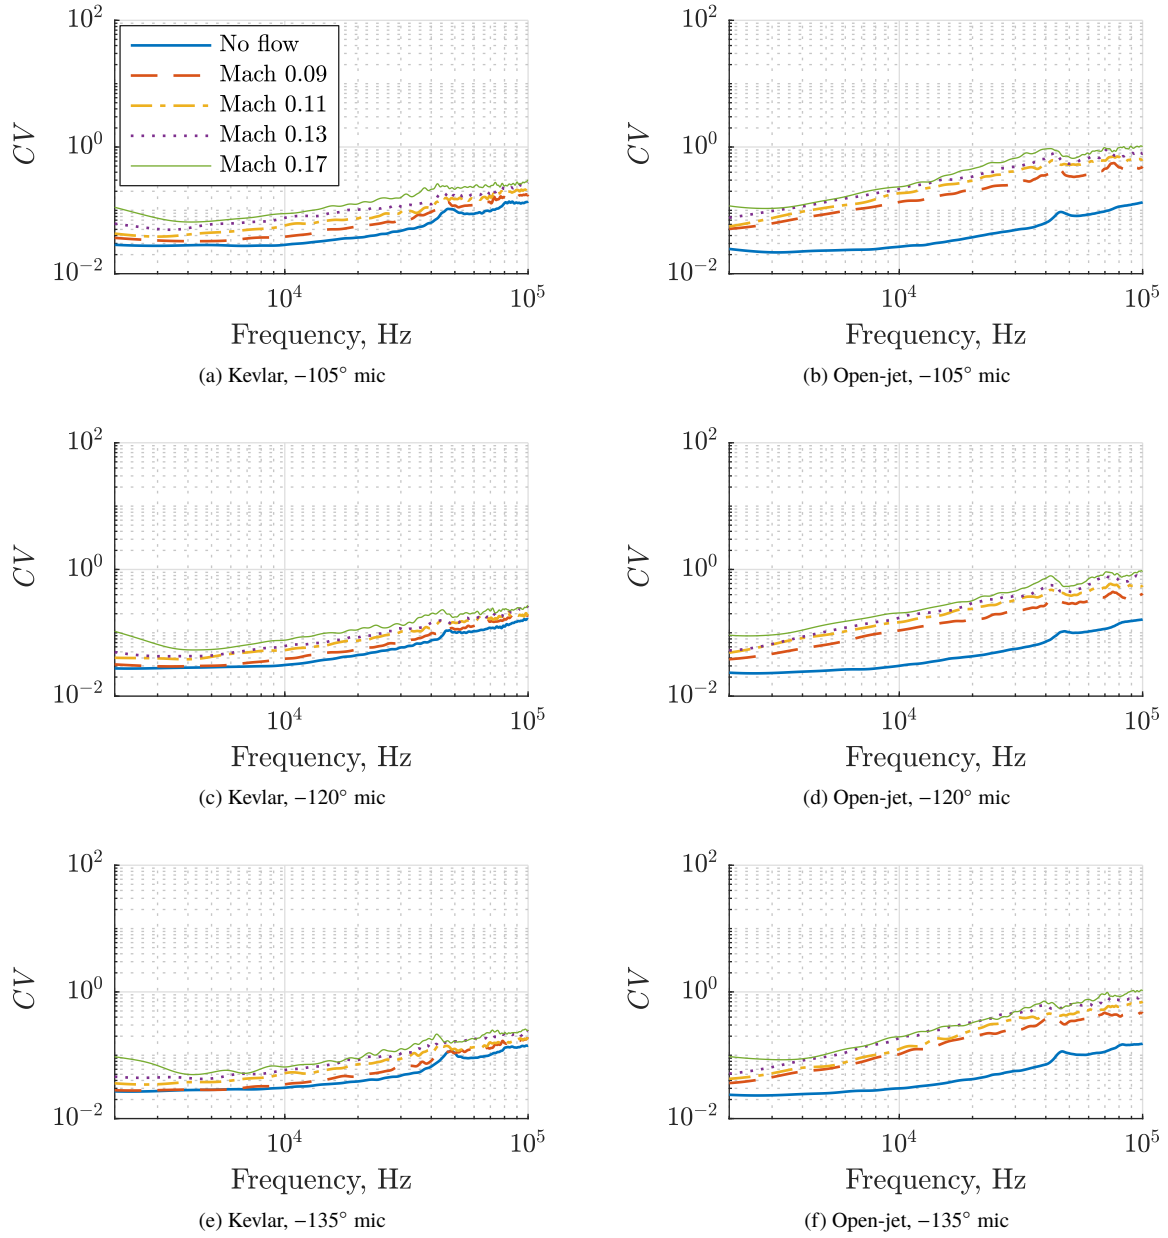 10^2
10^0
10^−2
CV
No flow
Mach 0.09
Mach 0.11
Mach 0.13
Mach 0.17
10^4
10^5
Frequency, Hz
(a) Kevlar, −105° mic
10^2
10^0
10^−2
CV
10^4
10^5
Frequency, Hz
(b) Open-jet, −105° mic
10^2
10^0
10^−2
CV
10^4
10^5
Frequency, Hz
(c) Kevlar, −120° mic
10^2
10^0
10^−2
CV
10^4
10^5
Frequency, Hz
(d) Open-jet, −120° mic
10^2
10^0
10^−2
CV
10^4
10^5
Frequency, Hz
(e) Kevlar, −135° mic
10^2
10^0
10^−2
CV
10^4
10^5
Frequency, Hz
(f) Open-jet, −135° mic